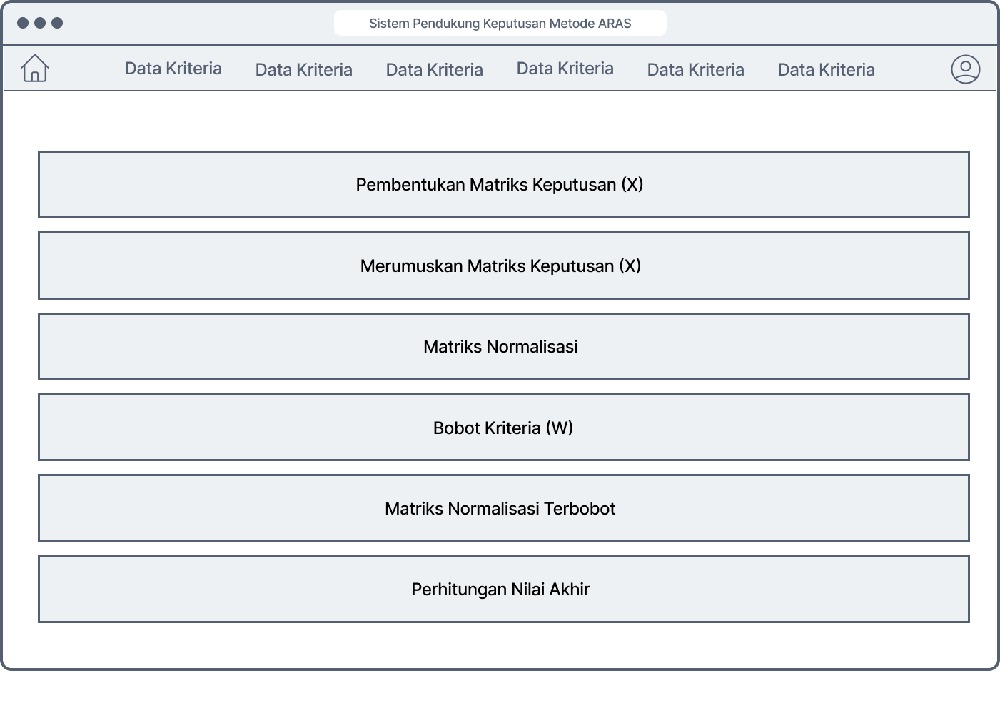 Sistem Pendukung Keputusan Metode ARAS
Data Kriteria Data Kriteria Data Kriteria Data Kriteria Data Kriteria Data Kriteria
Pembentukan Matriks Keputusan (X)
Merumuskan Matriks Keputusan (X)
Matriks Normalisasi
Bobot Kriteria (W)
Matriks Normalisasi Terbobot
Perhitungan Nilai Akhir